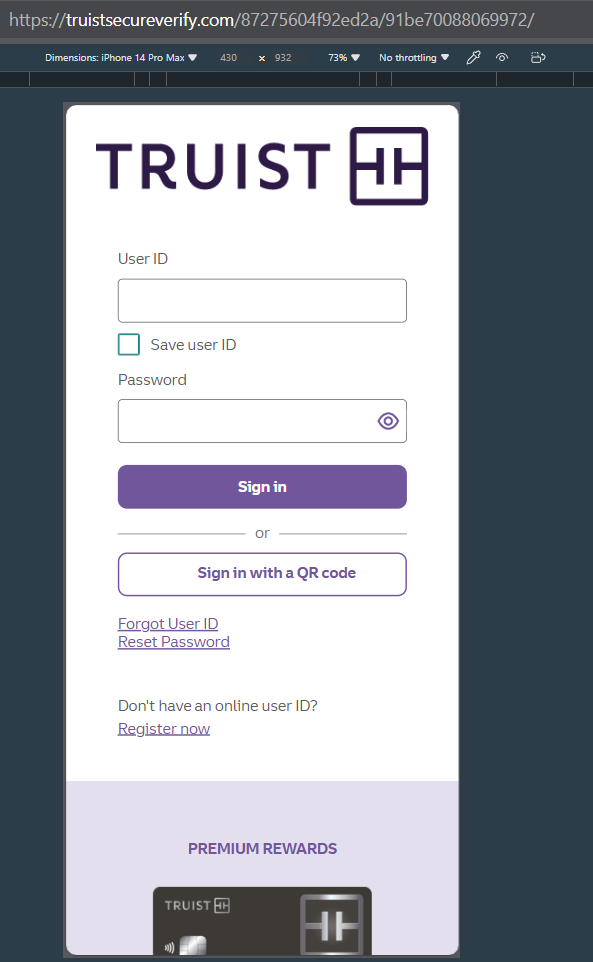 https://truistsecureverify.com/87275604f92ed2a/91be70088069972/
Dimensions: iPhone 14 Pro Max ▼ 430 × 932 73% ▼ No throttling ▼
TRUIST
User ID
Save user ID
Password
Sign in
or
Sign in with a QR code
Forgot User ID
Reset Password
Don't have an online user ID?
Register now
PREMIUM REWARDS
TRUIST